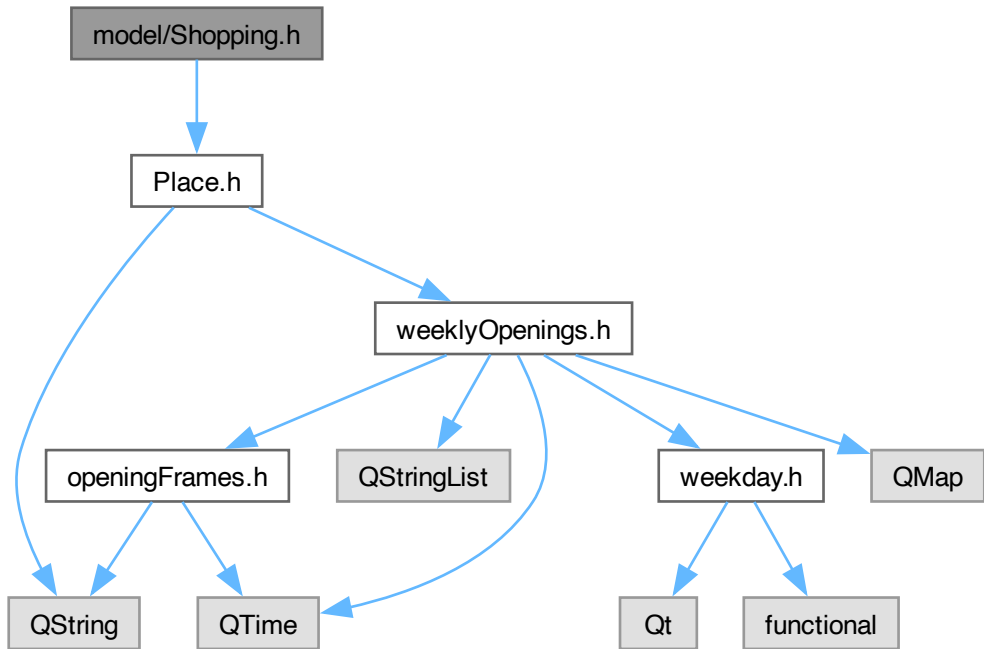 model/Shopping.h
Place.h
weeklyOpenings.h
openingFrames.h
QStringList
weekday.h
QMap
QString
QTime
Qt
functional